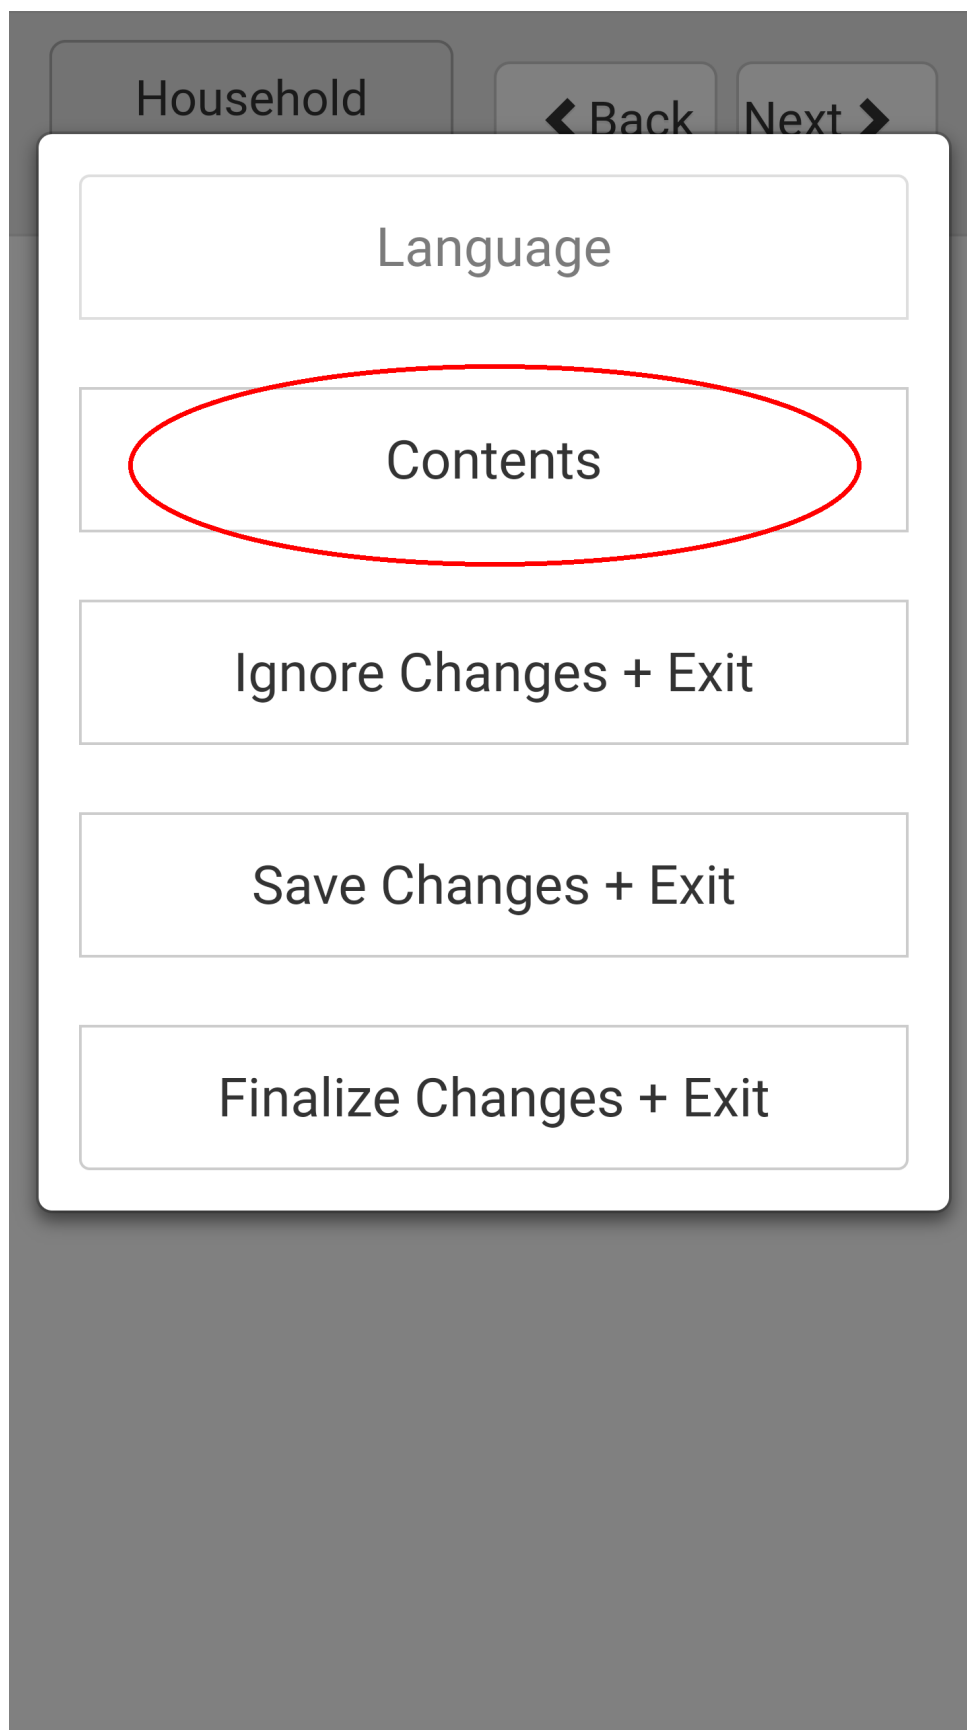 Household
Back
Next
Language
Contents
Ignore Changes + Exit
Save Changes + Exit
Finalize Changes + Exit